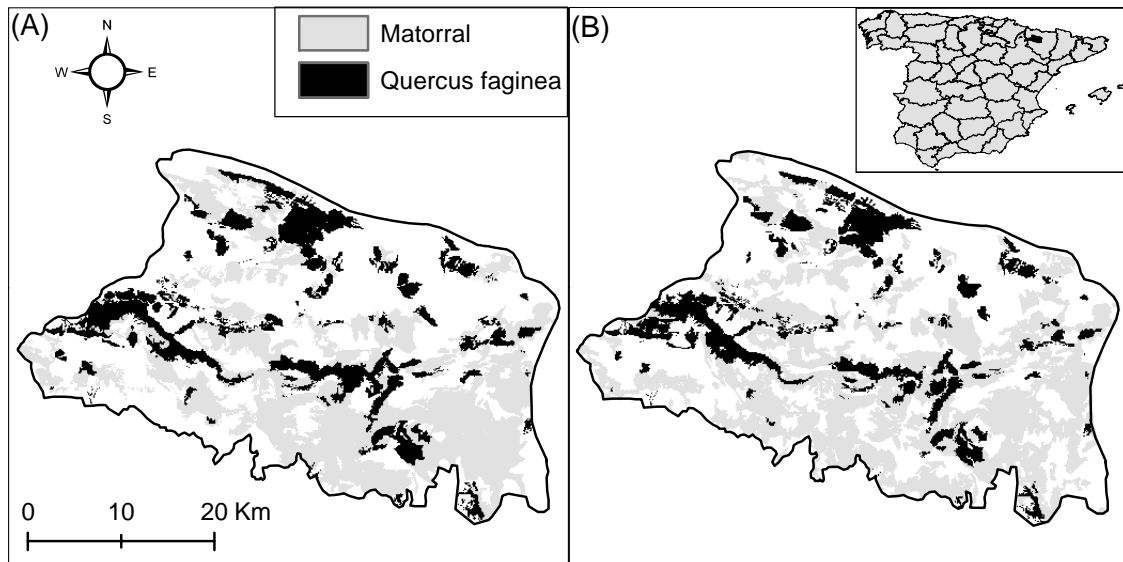 (A)
N
W E
S
Matorral
Quercus faginea
0 10 20 Km
(B)